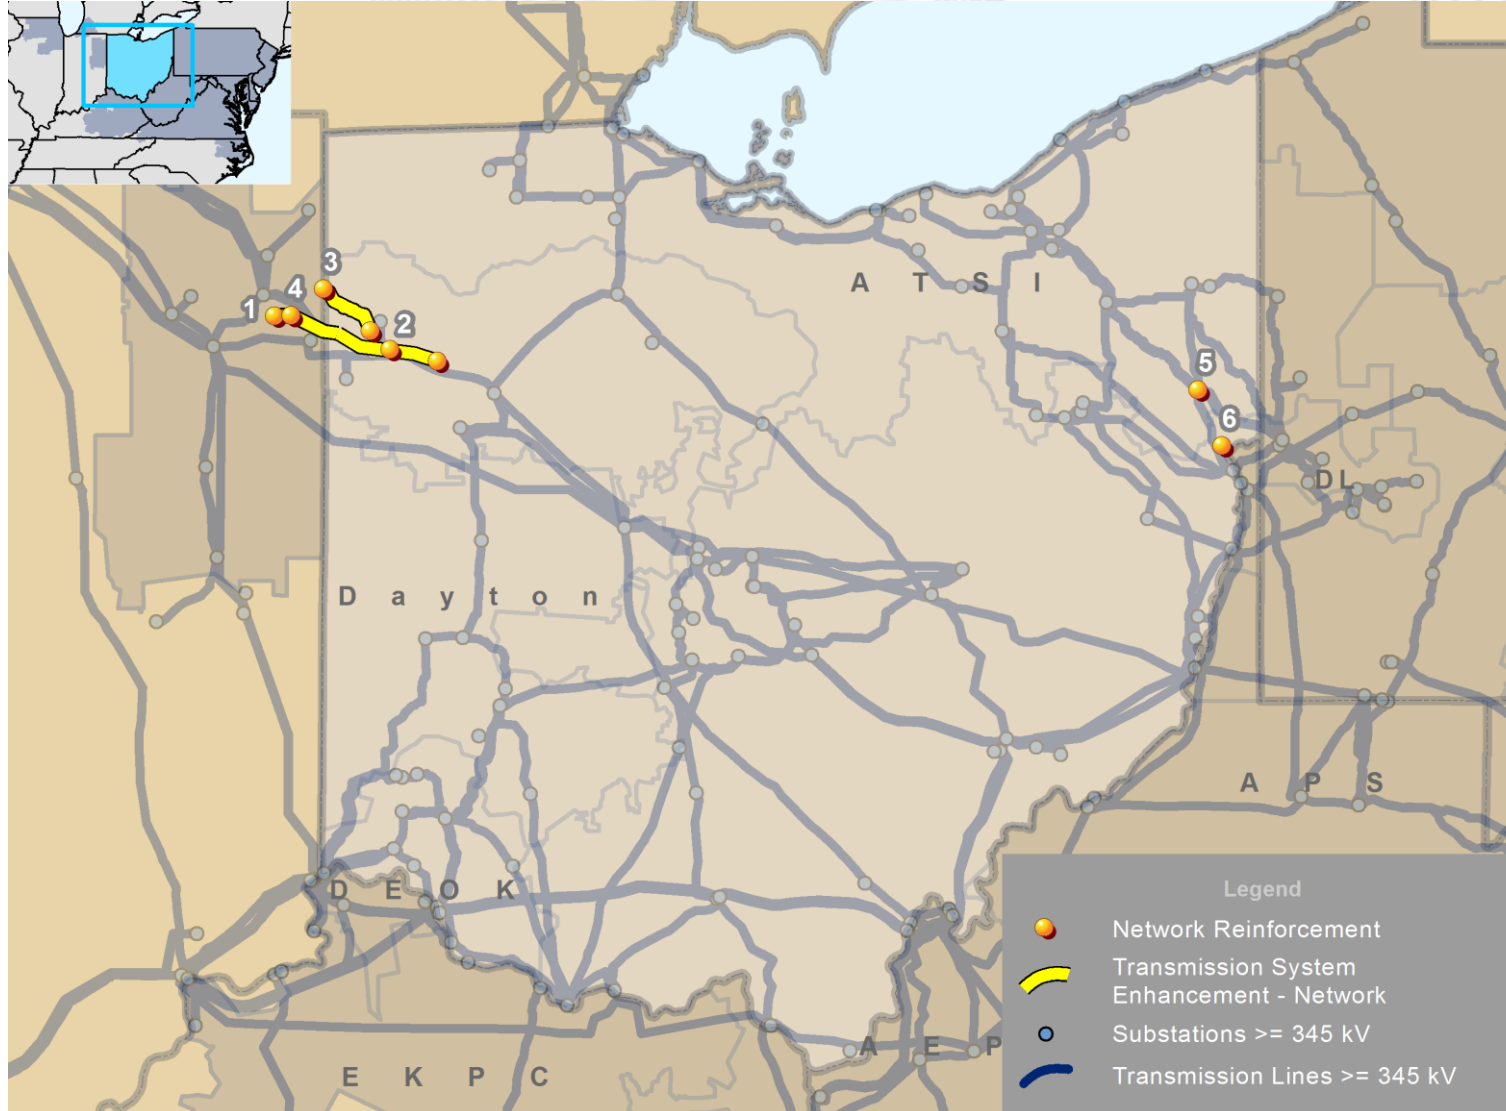 3
4
1
2
A T S I
5
6
DL
Dayton
A P S
D E O K
A E P
E K P C
Legend
Network Reinforcement
Transmission System
Enhancement - Network
Substations >= 345 kV
Transmission Lines >= 345 kV